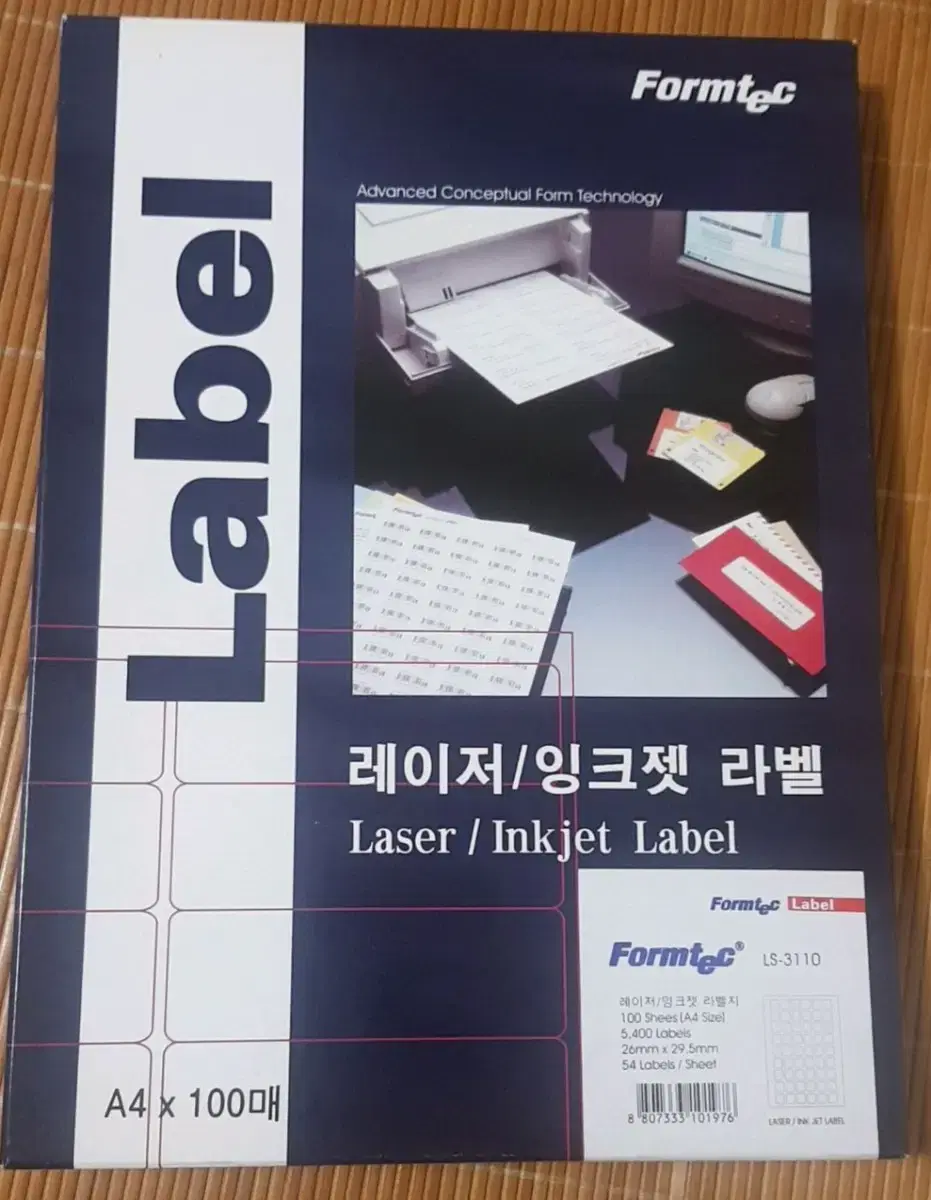 Formtec
Advanced Conceptual Form Technology
Label
레이저/잉크젯 라벨
Laser / Inkjet Label
Formtec Label
Formtec® LS-3110
레이저/잉크젯 라벨지
100 Shees (A4 Size)
5,400 Labels
26mm x 29.5mm
54 Labels / Sheet
8 807333 101976
LASER / INK JET LABEL
A4 x 100매